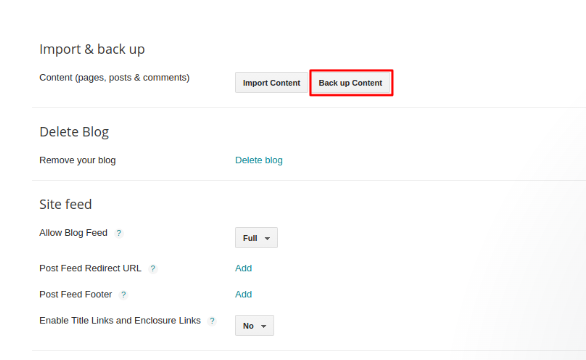 Import & back up
Content (pages, posts & comments) Import Content Back up Content
Delete Blog
Remove your blog Delete blog
Site feed
Allow Blog Feed ? Full
Post Feed Redirect URL ? Add
Post Feed Footer ? Add
Enable Title Links and Enclosure Links ? No